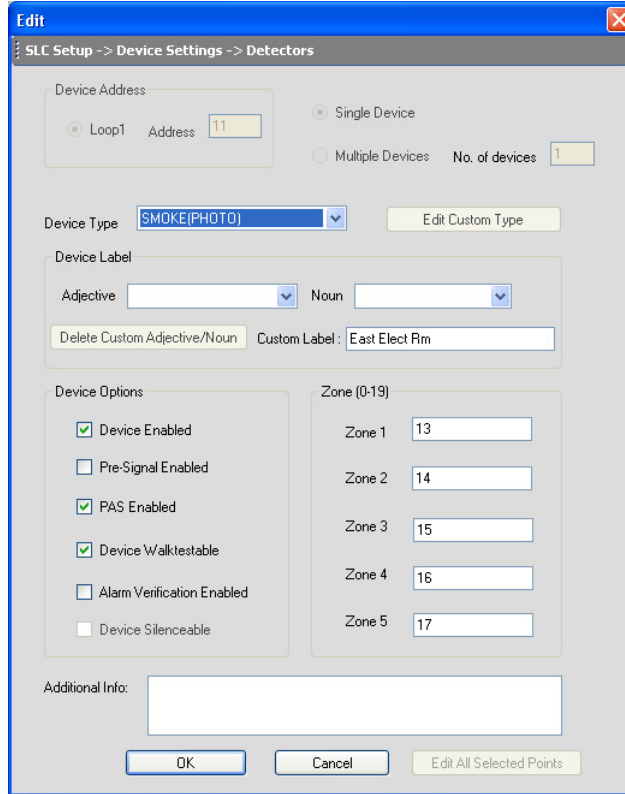 Edit
SLC Setup -> Device Settings -> Detectors
Device Address
Loop1 Address 11
Single Device
Multiple Devices No. of devices 1
Device Type SMOKE(PHOTO) Edit Custom Type
Device Label
Adjective Noun
Delete Custom Adjective/Noun Custom Label : East Elect Rm
Device Options
Device Enabled
Pre-Signal Enabled
PAS Enabled
Device Walktestable
Alarm Verification Enabled
Device Silenceable
Zone (0-19)
Zone 1 13
Zone 2 14
Zone 3 15
Zone 4 16
Zone 5 17
Additional Info:
OK Cancel Edit All Selected Points